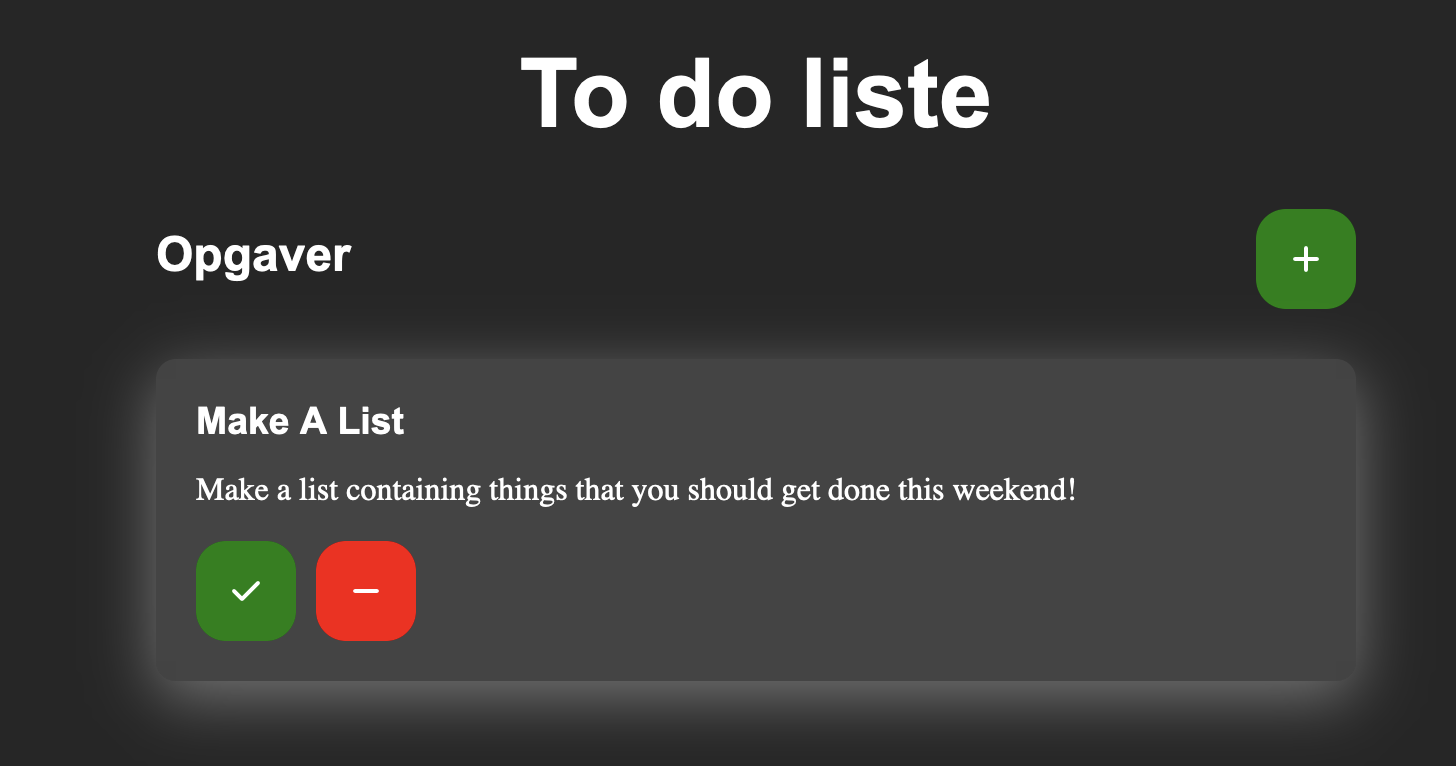 To do liste
Opgaver
Make A List
Make a list containing things that you should get done this weekend!